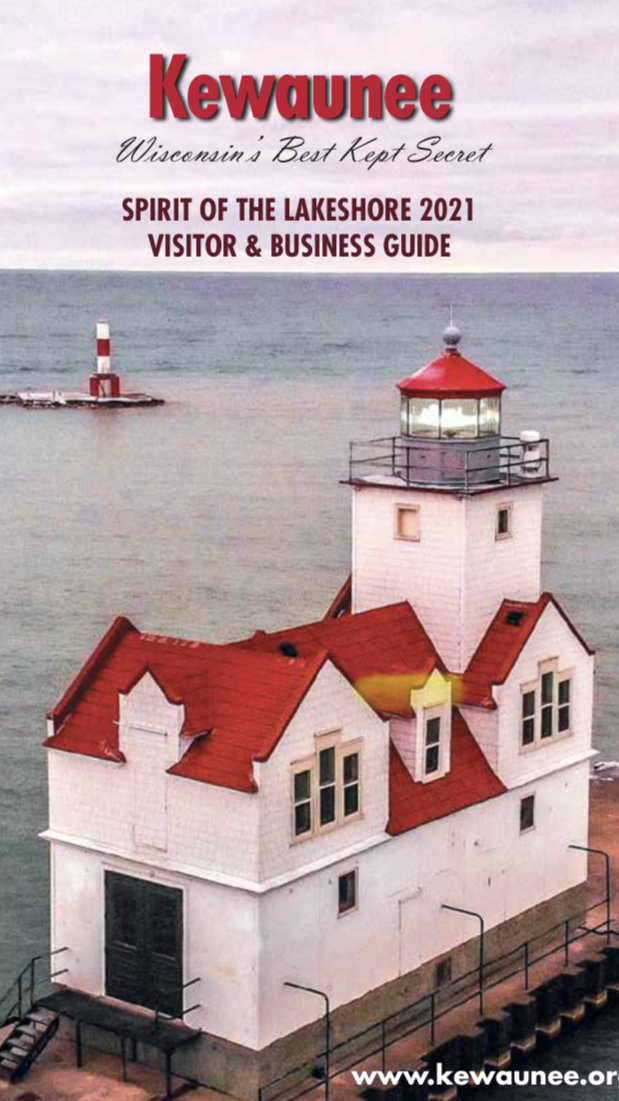 Kewaunee
Wisconsin's Best Kept Secret
SPIRIT OF THE LAKESHORE 2021
VISITOR & BUSINESS GUIDE
www.kewaunee.or